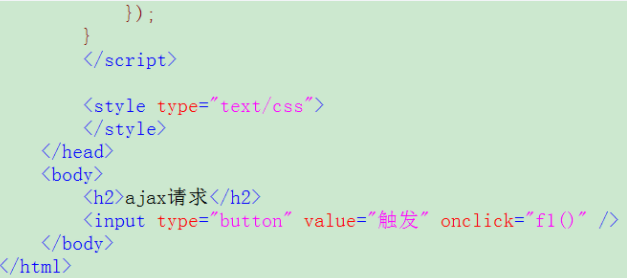 });
}
</script>
<style type="text/css">
</style>
</head>
<body>
<h2>ajax请求</h2>
<input type="button" value="触发" onclick="f1()" />
</body>
</html>